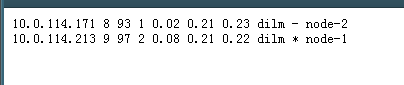 10.0.114.171 8 93 1 0.02 0.21 0.23 dilm - node-2
10.0.114.213 9 97 2 0.08 0.21 0.22 dilm * node-1